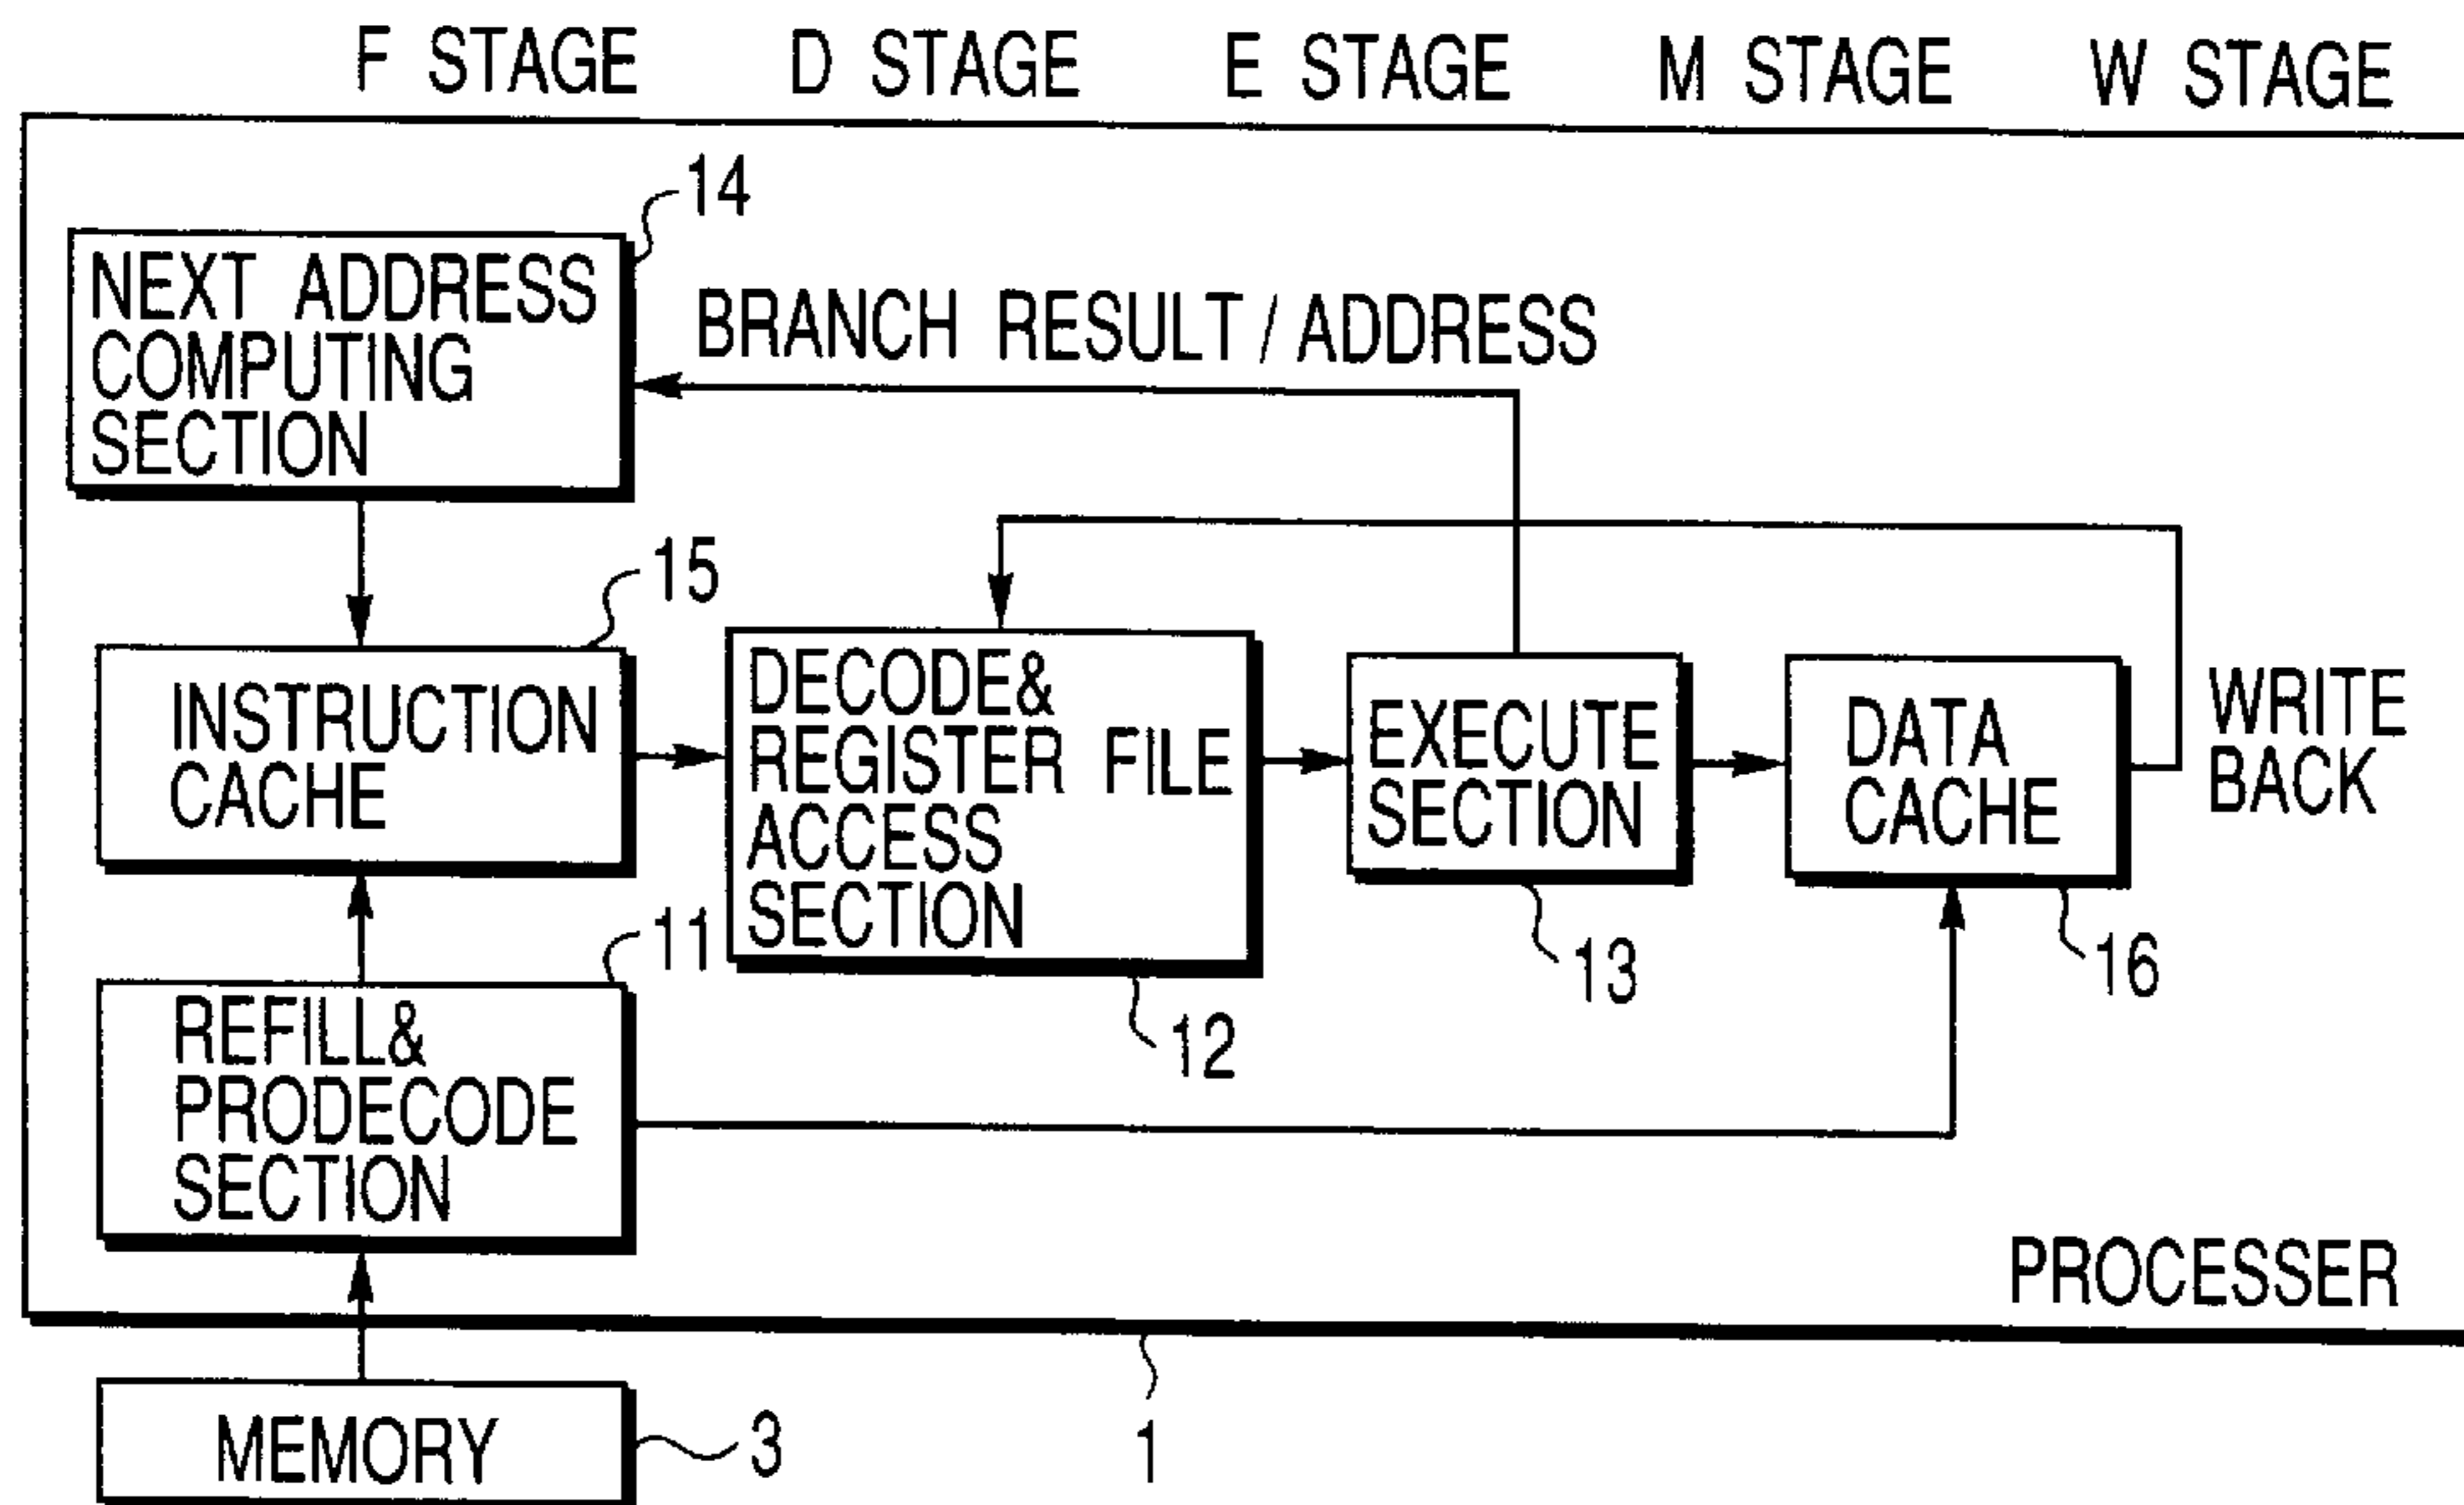 F STAGE D STAGE E STAGE M STAGE W STAGE
14
NEXT ADDRESS
COMPUTING
SECTION
BRANCH RESULT / ADDRESS
15
INSTRUCTION
CACHE
DECODE&
REGISTER FILE
ACCESS
SECTION
EXECUTE
SECTION
DATA
CACHE
WRITE
BACK
11
12
13
16
REFILL&
PRODECODE
SECTION
PROCESSER
1
MEMORY
3